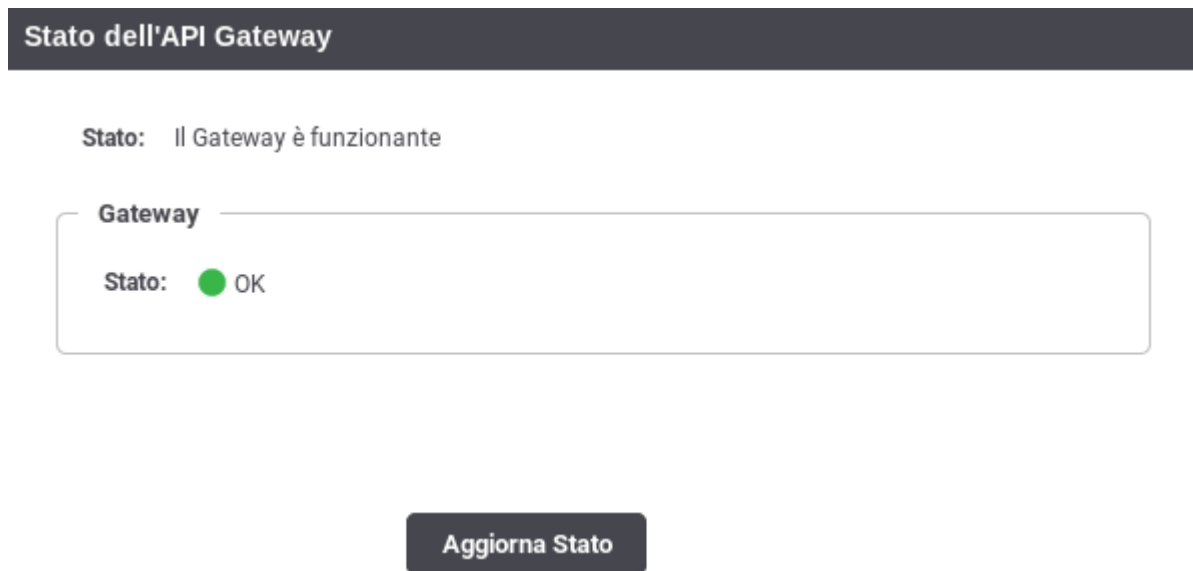 Stato dell'API Gateway
Stato: Il Gateway è funzionante
Gateway
Stato: OK
Aggiorna Stato